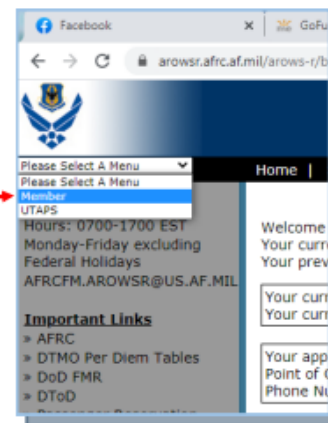 Facebook × GoFu
arowsr.afrc.af.mil/arows-r/b
Please Select A Menu
Home |
Please Select A Menu
Member
UTAPS
Hours: 0700-1700 EST
Monday-Friday excluding
Federal Holidays
AFRCFM.AROWSR@US.AF.MIL
Important Links
» AFRC
» DTMO Per Diem Tables
» DoD FMR
» DToD
Welcome
Your curr
Your prev
Your curr
Your curr
Your app
Point of C
Phone Nu